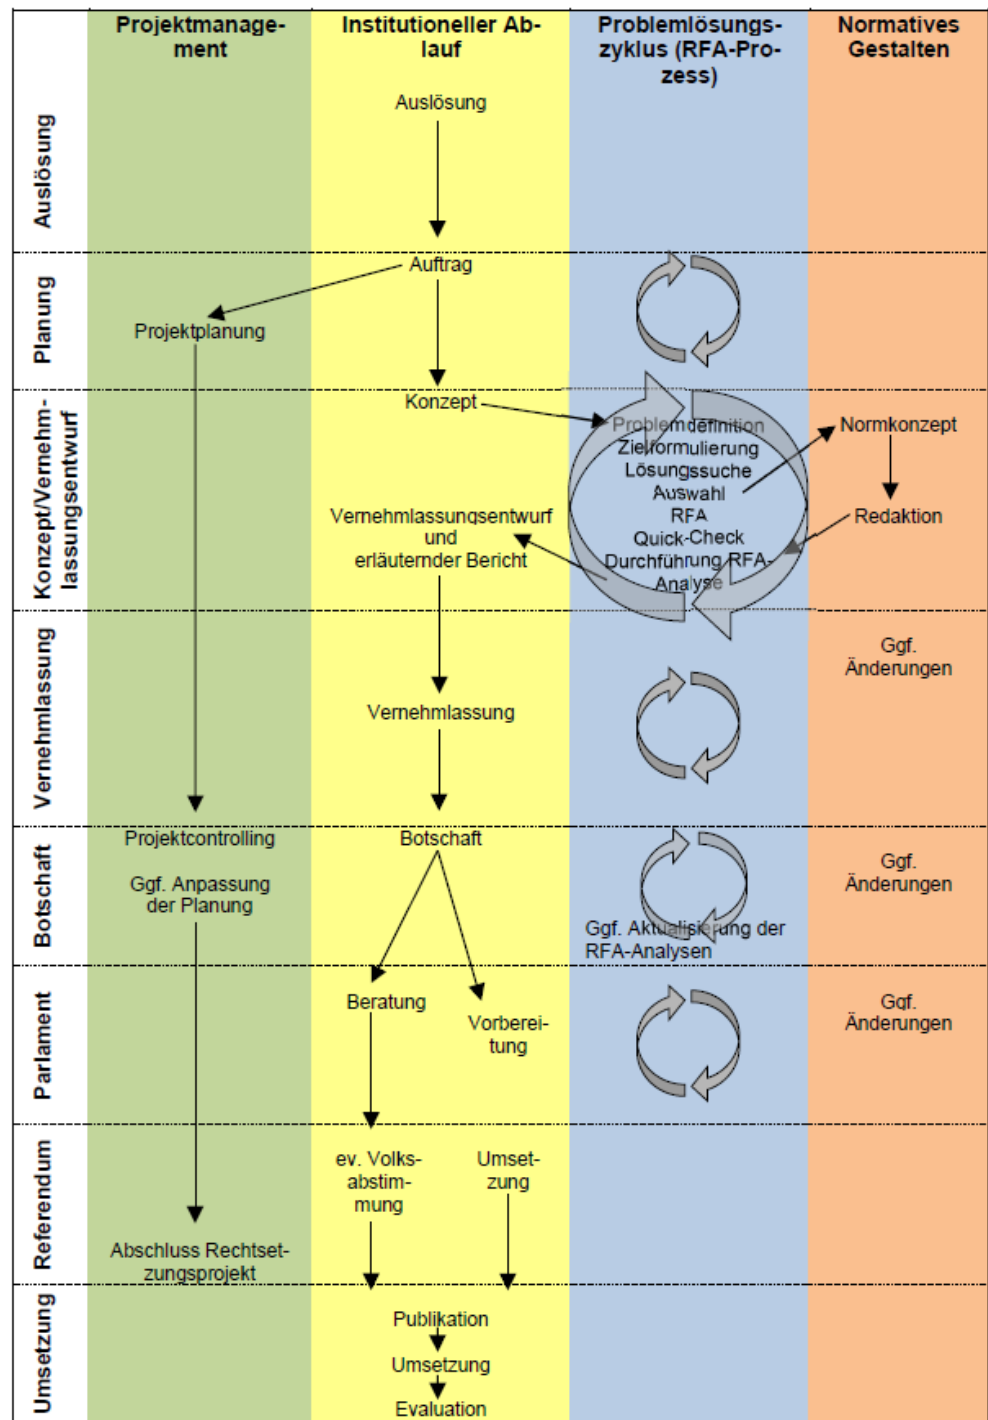 Projektmanage-
ment
Institutioneller Ab-
lauf
Problemlösungs-
zyklus (RFA-Pro-
zess)
Normatives
Gestalten
Auslösung
Auslösung
Planung
Auftrag
Projektplanung
Konzept/Vernehm-
lassungsentwurf
Konzept
Problemdefinition
Zielformulierung
Lösungssuche
Auswahl
RFA
Quick-Check
Durchführung RFA-
Analyse
Normkonzept
Redaktion
Vernehmlassungsentwurf
und
erläuternder Bericht
Vernehmlassung
Vernehmlassung
Ggf.
Änderungen
Botschaft
Projektcontrolling
Ggf. Anpassung
der Planung
Botschaft
Ggf. Aktualisierung der
RFA-Analysen
Ggf.
Änderungen
Parlament
Beratung
Vorberei-
tung
Ggf.
Änderungen
Referendum
Abschluss Rechtset-
zungsprojekt
ev. Volks-
abstim-
mung
Umset-
zung
Umsetzung
Publikation
Umsetzung
Evaluation